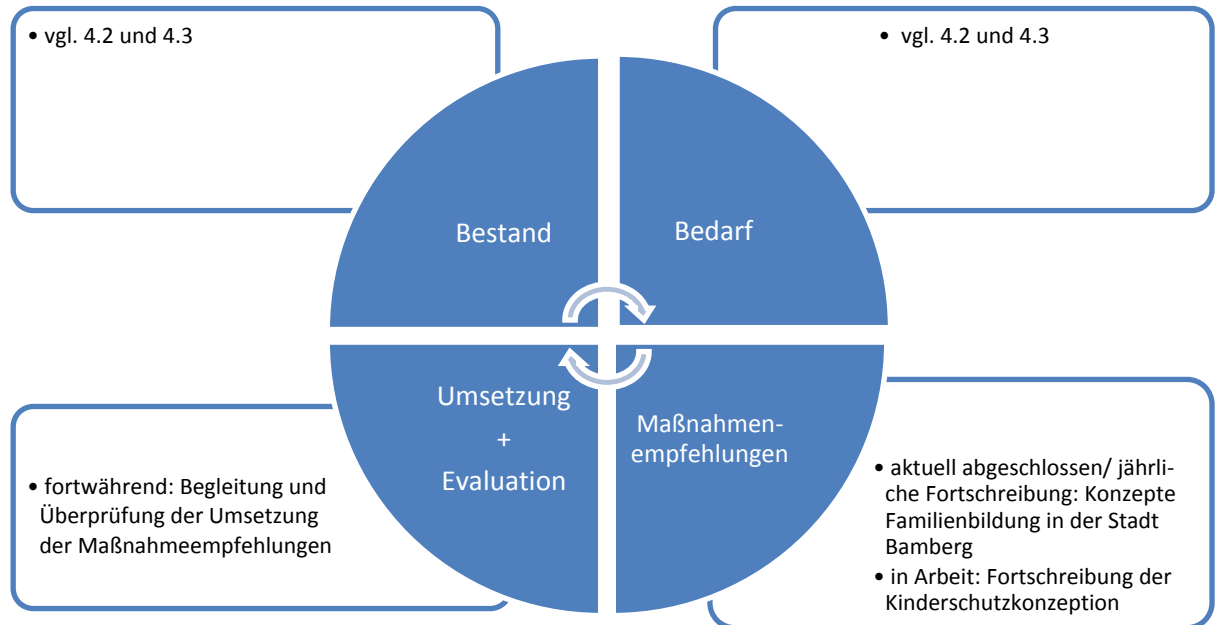 • vgl. 4.2 und 4.3
• vgl. 4.2 und 4.3
Bestand
Bedarf
Umsetzung
+
Evaluation
Maßnahmen-
empfehlungen
• fortwährend: Begleitung und
Überprüfung der Umsetzung
der Maßnahmeempfehlungen
• aktuell abgeschlossen/ jährli-
che Fortschreibung: Konzepte
Familienbildung in der Stadt
Bamberg
• in Arbeit: Fortschreibung der
Kinderschutzkonzeption